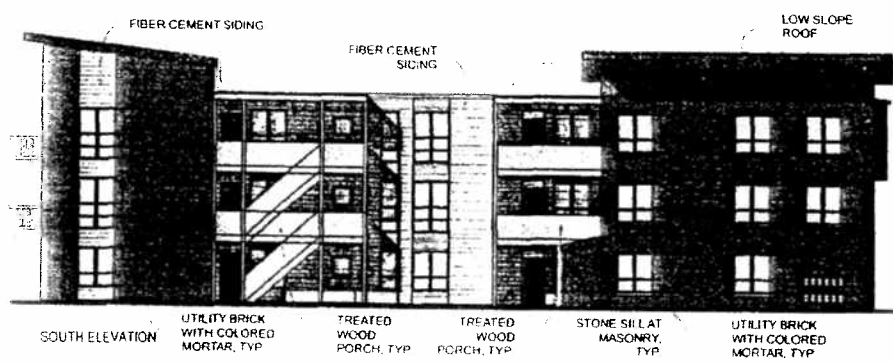 FIBER CEMENT SIDING
FIBER CEMENT
SIDING
LOW SLOPE
ROOF
SOUTH ELEVATION
UTILITY BRICK
WITH COLORED
MORTAR, TYP
TREATED
WOOD
PORCH, TYP
TREATED
WOOD
PORCH, TYP
STONE SILL AT
MASONRY,
TYP
UTILITY BRICK
WITH COLORED
MORTAR, TYP